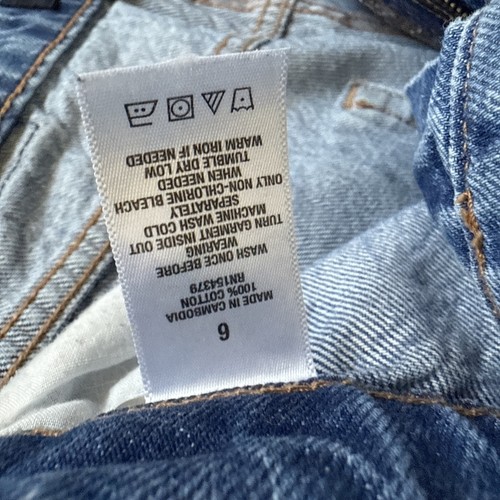 6
MADE IN CAMBODIA
100% COTTON
RN154379
WASH ONCE BEFORE
WEARING
TURN GARMENT INSIDE OUT
MACHINE WASH COLD
SEPARATELY
ONLY NON-CHLORINE BLEACH
WHEN NEEDED
TUMBLE DRY LOW
WARM IRON IF NEEDED